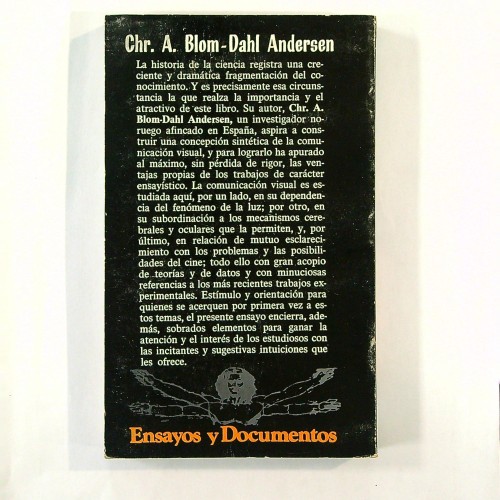 Chr. A. Blom-Dahl Andersen
La historia de la ciencia registra una cre-
ciente y dramática fragmentación del co-
nocimiento. Y es precisamente esa circuns-
tancia la que realza la importancia y el
atractivo de este libro. Su autor, Chr. A.
Blom-Dahl Andersen, un investigador no-
ruego afincado en España, aspira a cons-
truir una concepción sintética de la comu-
nicación visual, y para lograrlo ha apurado
al máximo, sin pérdida de rigor, las ven-
tajas propias de los trabajos de carácter
ensayístico. La comunicación visual es es-
tudiada aquí, por un lado, en su dependen-
cia del fenómeno de la luz; por otro, en
su subordinación a los mecanismos cere-
brales y oculares que la permiten, y, por
último, en relación de mutuo esclareci-
miento con los problemas y las posibili-
dades del cine; todo ello con gran acopio
de teorías y de datos y con minuciosas
referencias a los más recientes trabajos ex-
perimentales. Estímulo y orientación para
quienes se acerquen por primera vez a es-
tos temas, el presente ensayo encierra, ade-
más, sobrados elementos para ganar la
atención y el interés de los estudiosos con
las incitantes y sugestivas intuiciones que
les ofrece.
Ensayos y Documentos